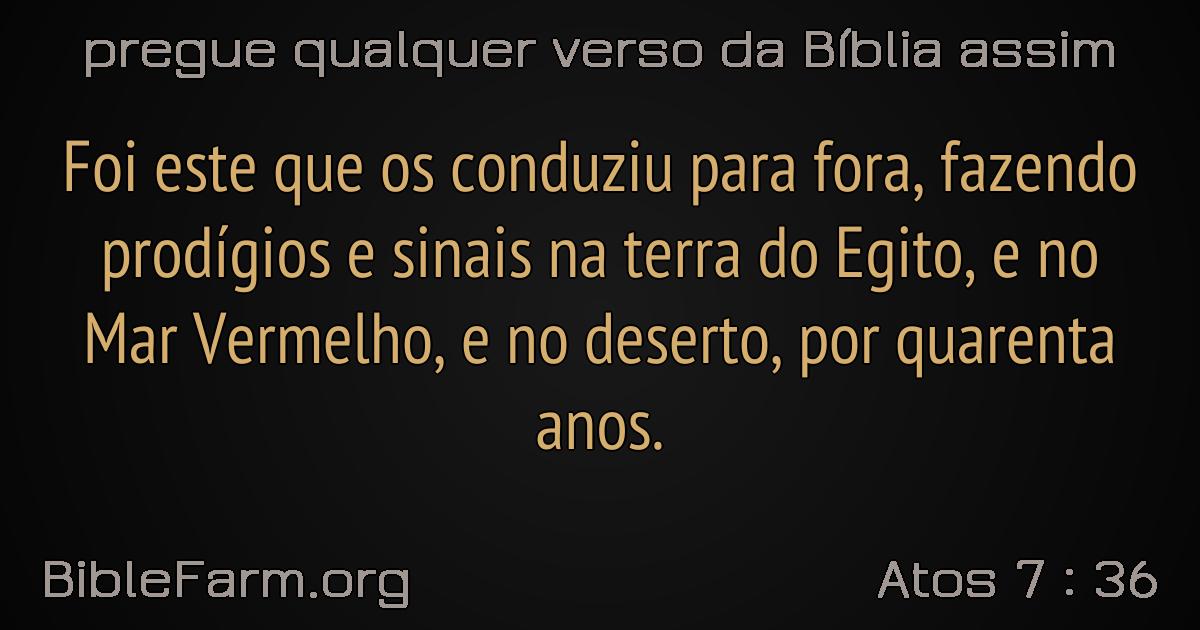 pregue qualquer verso da Bíblia assim
Foi este que os conduziu para fora, fazendo
prodígios e sinais na terra do Egito, e no
Mar Vermelho, e no deserto, por quarenta
anos.
BibleFarm.org
Atos 7 : 36